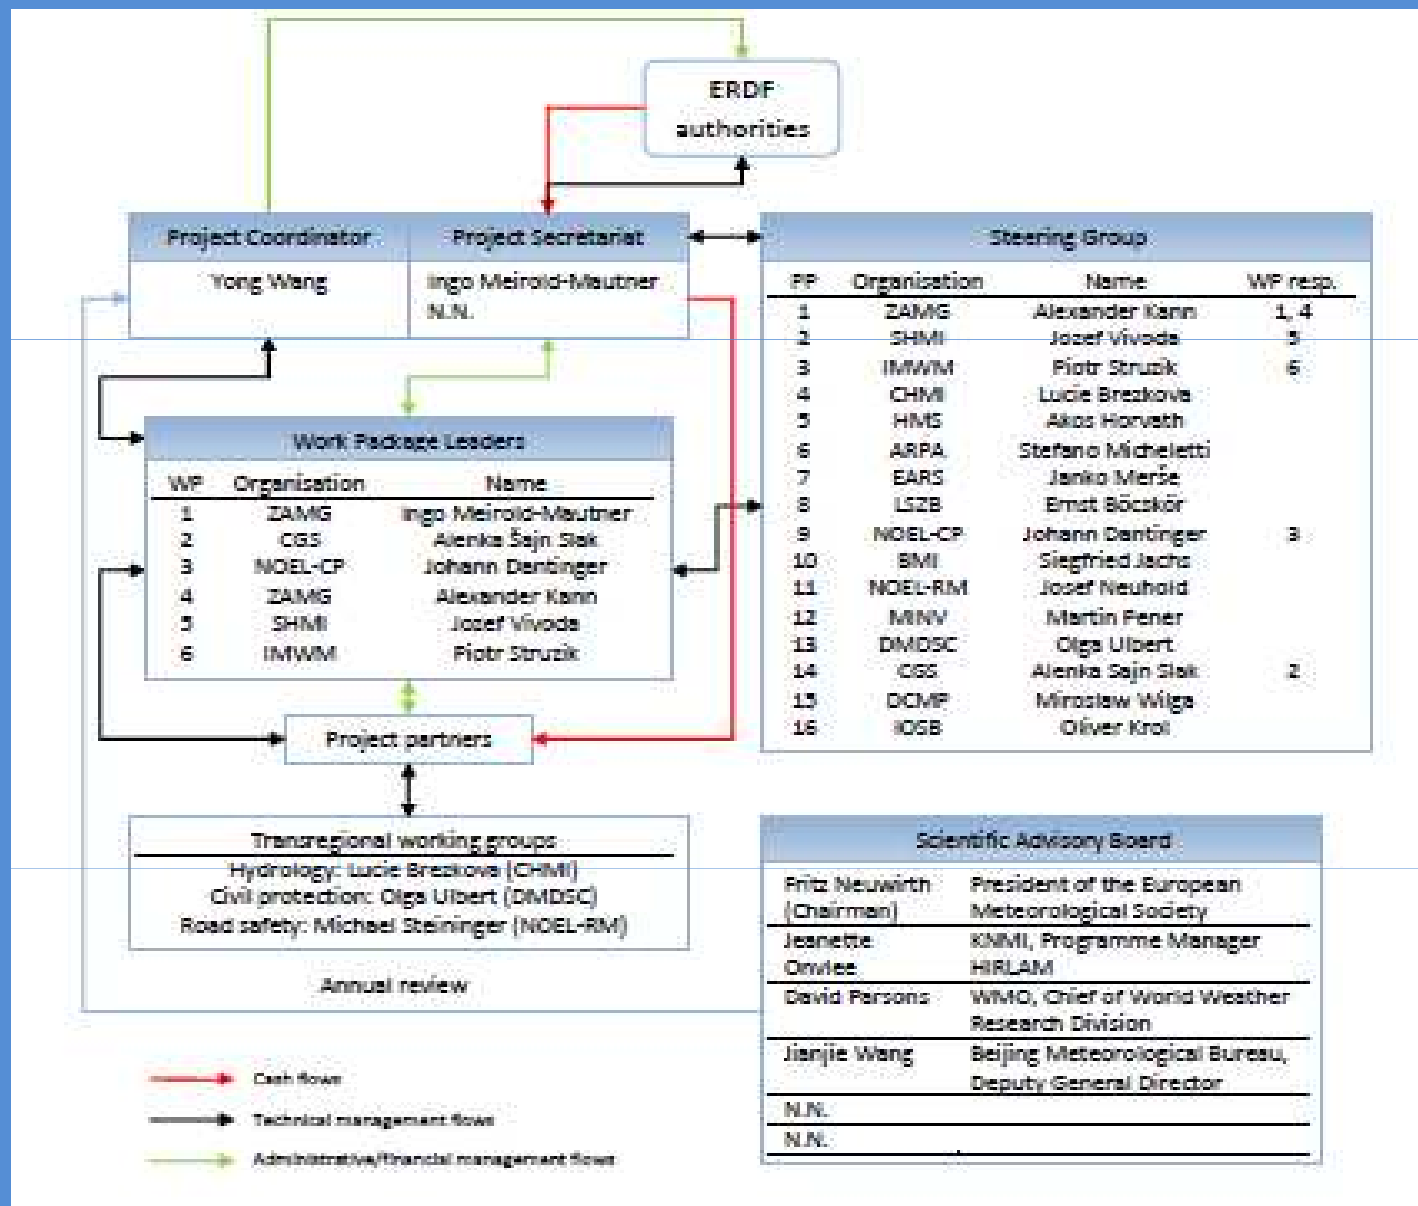 ERDF
authorities
Project Coordinator
Yong Wang
Project Secretariat
Ingo Meirold-Mautner
N.N.
Steering Group
PP Organisation Name WP resp.
1 ZAMG Alexander Kann 1, 4
2 SHMI Jozef Vivoda 5
3 IMWM Piotr Struzik 6
4 CHMI Lucie Brezkova
5 HMS Akos Horvath
6 ARPA Stefano Micheletti
7 EARS Janko Merše
8 LSZB Ernst Böcskör
9 NOEL-CP Johann Dantinger 3
10 BMI Siegfried Jachs
11 NOEL-RM Josef Neuhold
12 MINV Martin Pener
13 DMDSC Olga Ulbert
14 CGS Alenka Sajn Slak 2
15 DCMP Miroslaw Wilga
16 IOSB Oliver Krol
Work Package Leaders
WP Organisation Name
1 ZAMG Ingo Meirold-Mautner
2 CGS Alenka Šajn Slak
3 NOEL-CP Johann Dantinger
4 ZAMG Alexander Kann
5 SHMI Jozef Vivoda
6 IMWM Piotr Struzik
Project partners
Transregional working groups
Hydrology: Lucie Brezkova (CHMI)
Civil protection: Olga Ulbert (DMDSC)
Road safety: Michael Steininger (NOEL-RM)
Annual review
Scientific Advisory Board
Fritz Neuwirth President of the European
(Chairman) Meteorological Society
Jeanette KNMI, Programme Manager
Onvlee HIRLAM
David Parsons WMO, Chief of World Weather
Research Division
Jianjie Wang Beijing Meteorological Bureau,
Deputy General Director
N.N.
N.N.
Cash flows
Technical management flows
Administrative/financial management flows